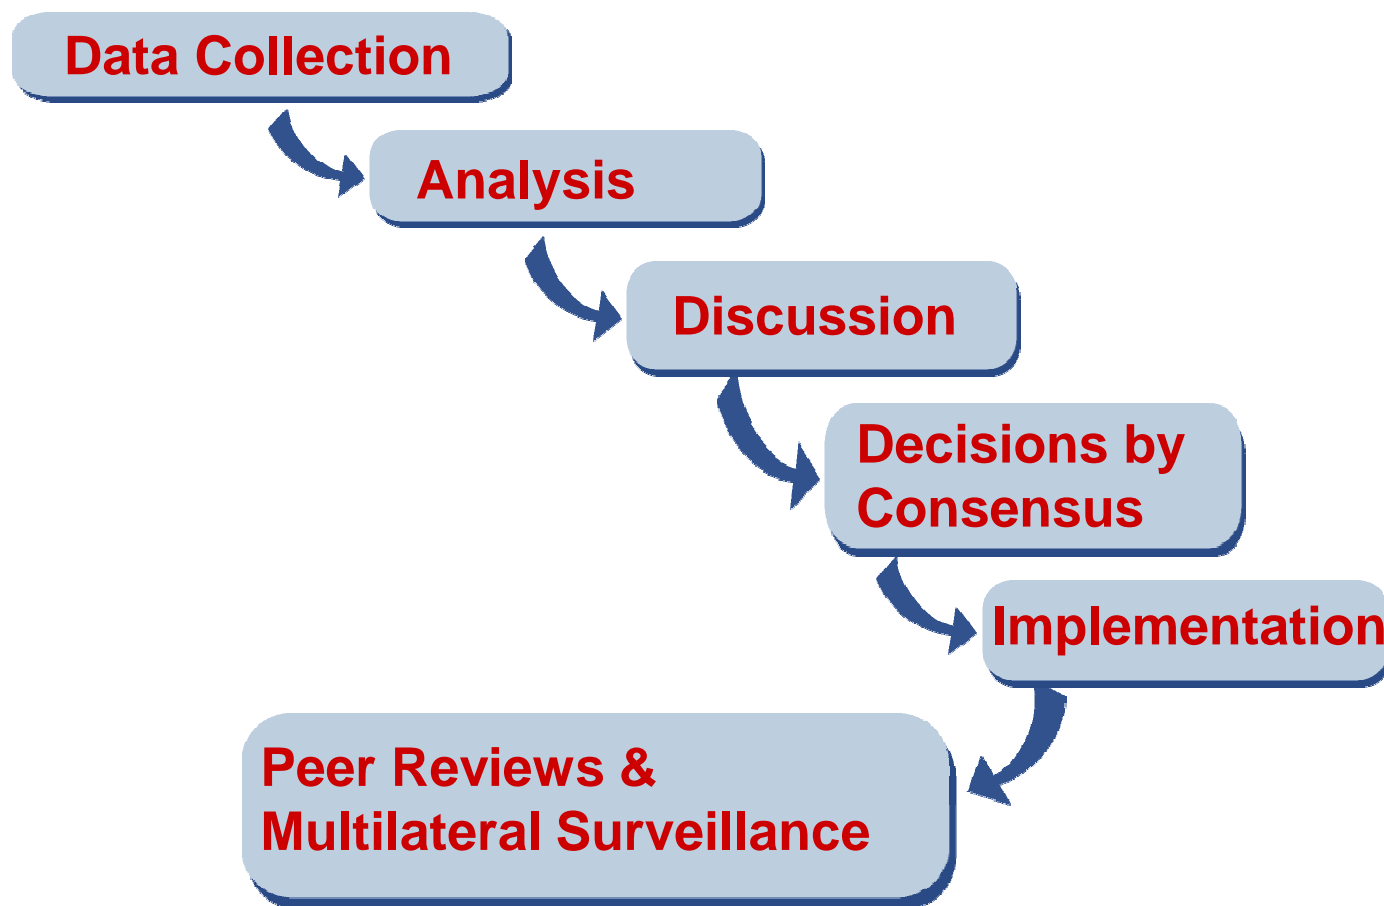 Data Collection
Analysis
Discussion
Decisions by
Consensus
Implementation
Peer Reviews &
Multilateral Surveillance